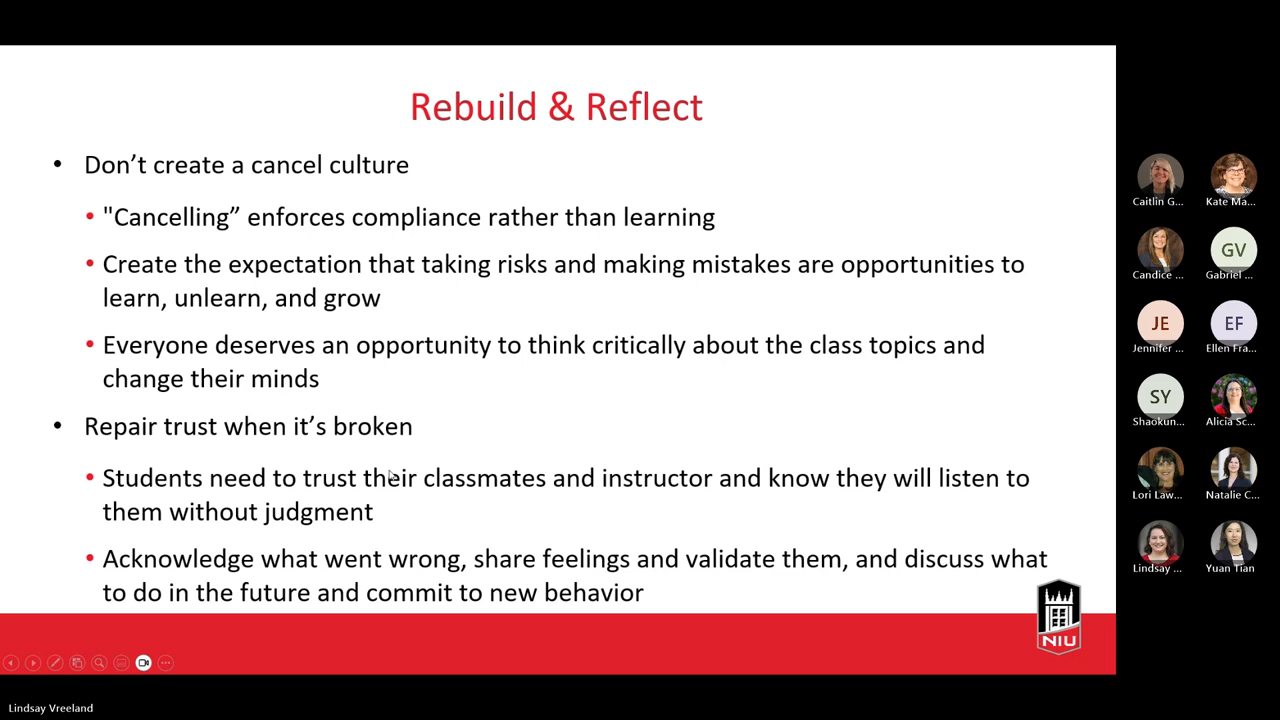 Rebuild & Reflect
• Don’t create a cancel culture
• "Cancelling” enforces compliance rather than learning
• Create the expectation that taking risks and making mistakes are opportunities to
learn, unlearn, and grow
• Everyone deserves an opportunity to think critically about the class topics and
change their minds
• Repair trust when it’s broken
• Students need to trust their classmates and instructor and know they will listen to
them without judgment
• Acknowledge what went wrong, share feelings and validate them, and discuss what
to do in the future and commit to new behavior
NIU
Caitlin G...
Kate Ma...
Candice ...
GV
Gabriel ...
JE
Jennifer ...
EF
Ellen Fra...
SY
Shaokun...
Alicia Sc...
Lori Law...
Natalie C...
Lindsay ...
Yuan Tian
Lindsay Vreeland